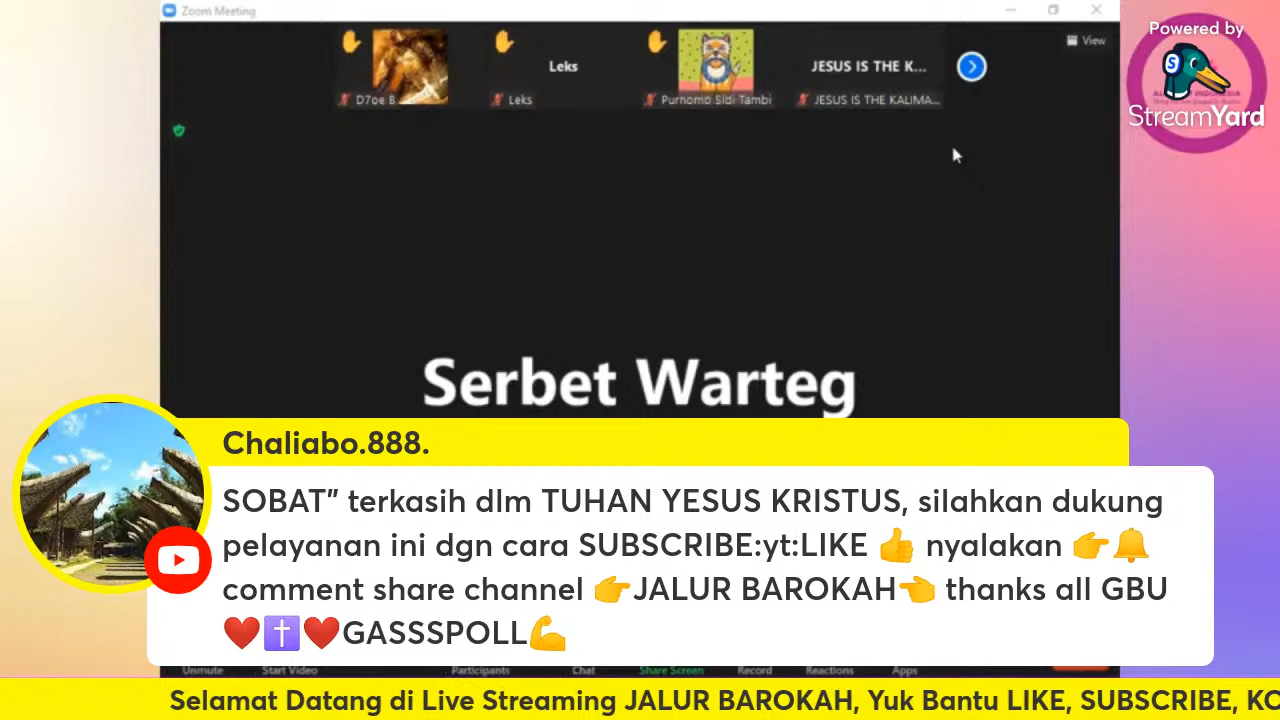 Zoom Meeting
Powered by
View
Leks
JESUS IS THE K...
D7oe B
Leks
Purnomo Sidi Tambi
JESUS IS THE KALIMA...
StreamYard
Serbet Warteg
Chaliabo.888.
SOBAT" terkasih dlm TUHAN YESUS KRISTUS, silahkan dukung
pelayanan ini dgn cara SUBSCRIBE:yt:LIKE 👍 nyalakan 👉🔔
comment share channel 👉JALUR BAROKAH👈 thanks all GBU
❤️✝️❤️GASSSPOLL💪
Unmute Start Video Participants Chat Share Screen Record Reactions Apps
Selamat Datang di Live Streaming JALUR BAROKAH, Yuk Bantu LIKE, SUBSCRIBE, KO